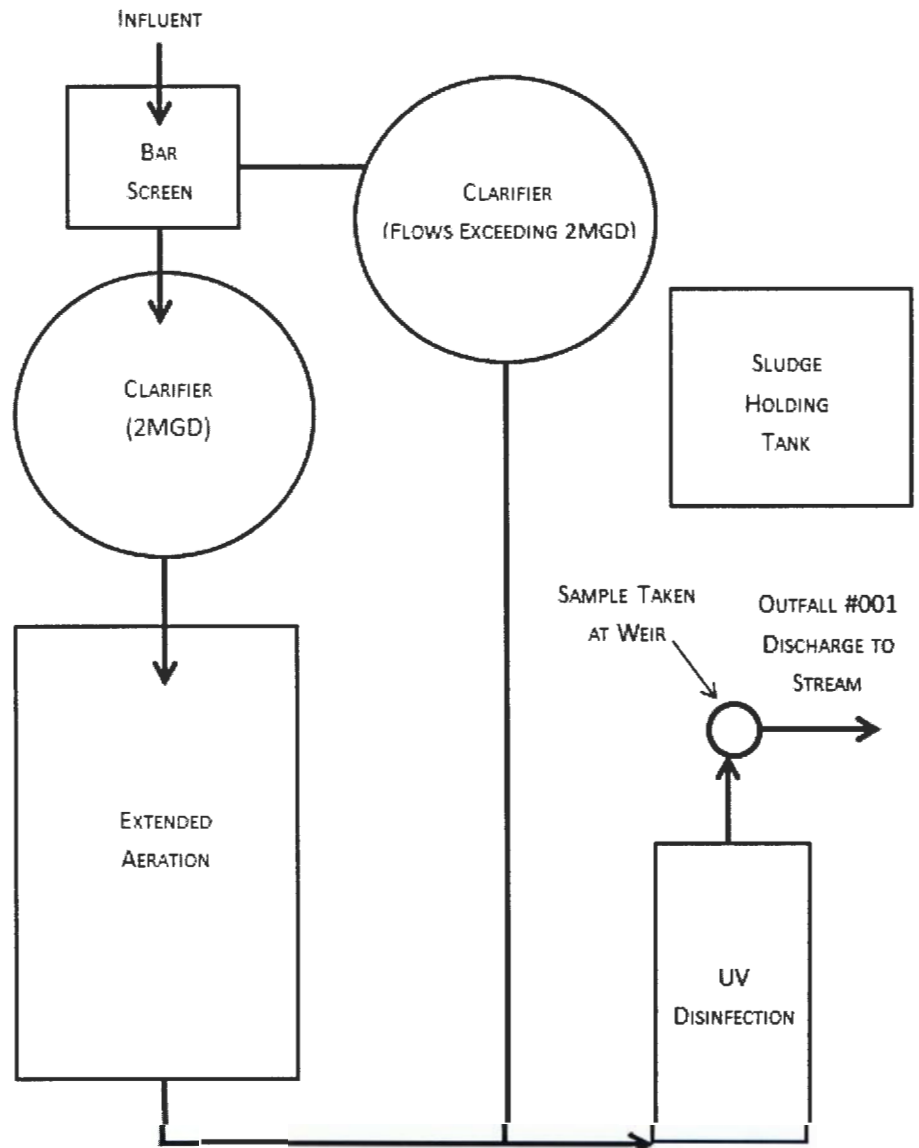 INFLUENT
BAR
SCREEN
CLARIFIER
(FLOWS EXCEEDING 2MGD)
CLARIFIER
(2MGD)
SLUDGE
HOLDING
TANK
SAMPLE TAKEN
AT WEIR
OUTFALL #001
DISCHARGE TO
STREAM
EXTENDED
AERATION
UV
DISINFECTION